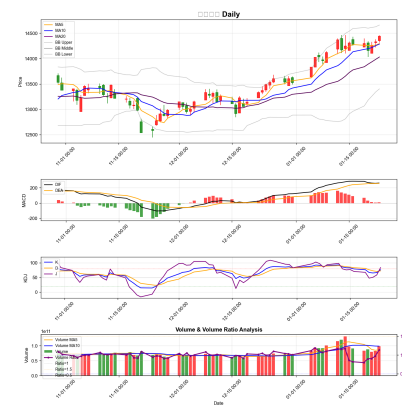 □□□□ Daily
MA5
MA10
MA20
BB Upper
BB Middle
BB Lower
Price
14500
14000
13500
13000
12500
11-01 00:00
11-15 00:00
12-01 00:00
12-15 00:00
01-01 00:00
01-15 00:00
DIF
DEA
MACD
200
0
-200
11-01 00:00
11-15 00:00
12-01 00:00
12-15 00:00
01-01 00:00
01-15 00:00
K
D
J
KDJ
100
50
0
11-01 00:00
11-15 00:00
12-01 00:00
12-15 00:00
01-01 00:00
01-15 00:00
Volume & Volume Ratio Analysis
1e11
Volume MA5
Volume MA10
Volume
Ratio=1
Volume
1.0
0.5
0.0
11-01 00:00
11-15 00:00
12-01 00:00
12-15 00:00
01-01 00:00
01-15 00:00
Date